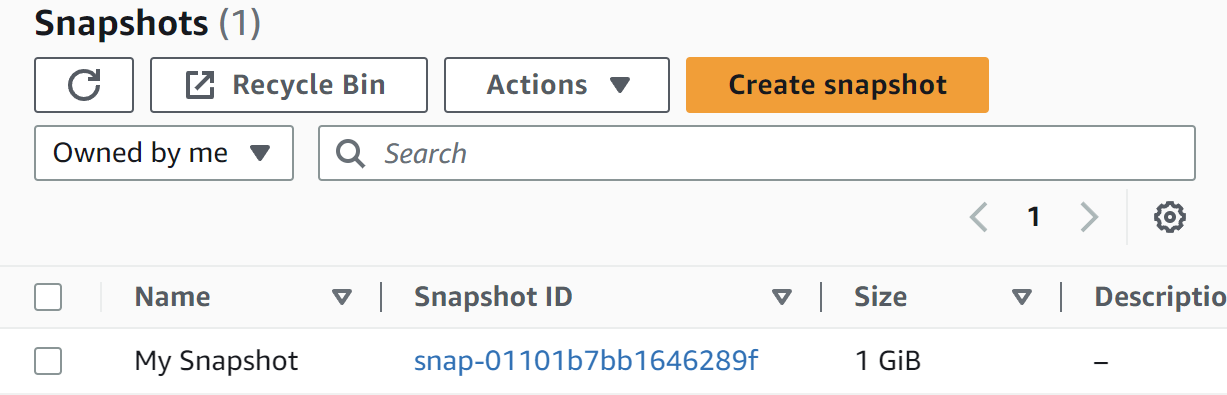 Snapshots (1)
Recycle Bin Actions Create snapshot
Owned by me Search
1
Name Snapshot ID Size Descriptio
My Snapshot snap-01101b7bb1646289f 1 GiB –